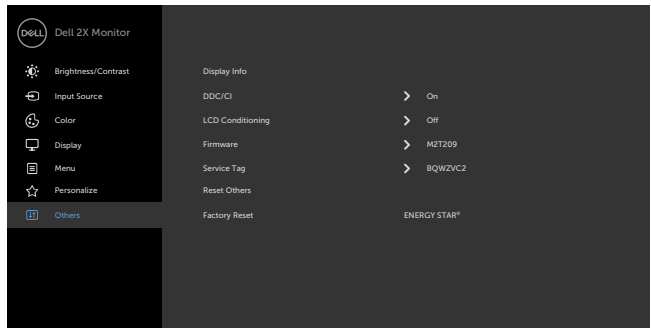 DELL Dell 2X Monitor
Brightness/Contrast Display Info
Input Source DDC/CI On
Color LCD Conditioning Off
Display Firmware M2T209
Menu Service Tag BQWZVC2
Personalize Reset Others
Others Factory Reset ENERGY STAR®